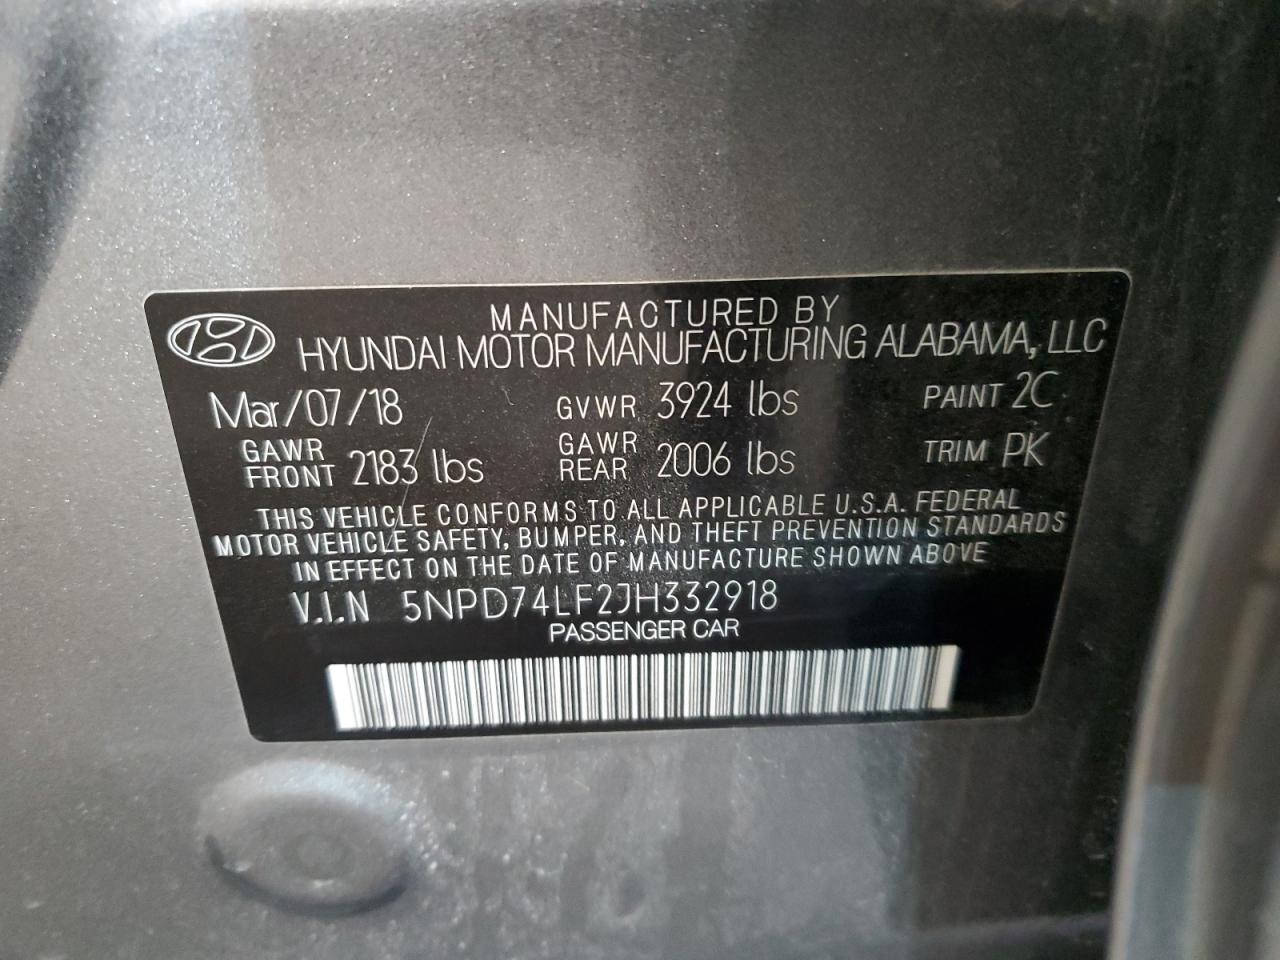 MANUFACTURED BY
HYUNDAI MOTOR MANUFACTURING ALABAMA, LLC
Mar/07/18 GVWR 3924 lbs PAINT 2C
GAWR FRONT 2183 lbs GAWR REAR 2006 lbs TRIM PK
THIS VEHICLE CONFORMS TO ALL APPLICABLE U.S.A. FEDERAL
MOTOR VEHICLE SAFETY, BUMPER, AND THEFT PREVENTION STANDARDS
IN EFFECT ON THE DATE OF MANUFACTURE SHOWN ABOVE
V.I.N 5NPD74LF2JH332918
PASSENGER CAR